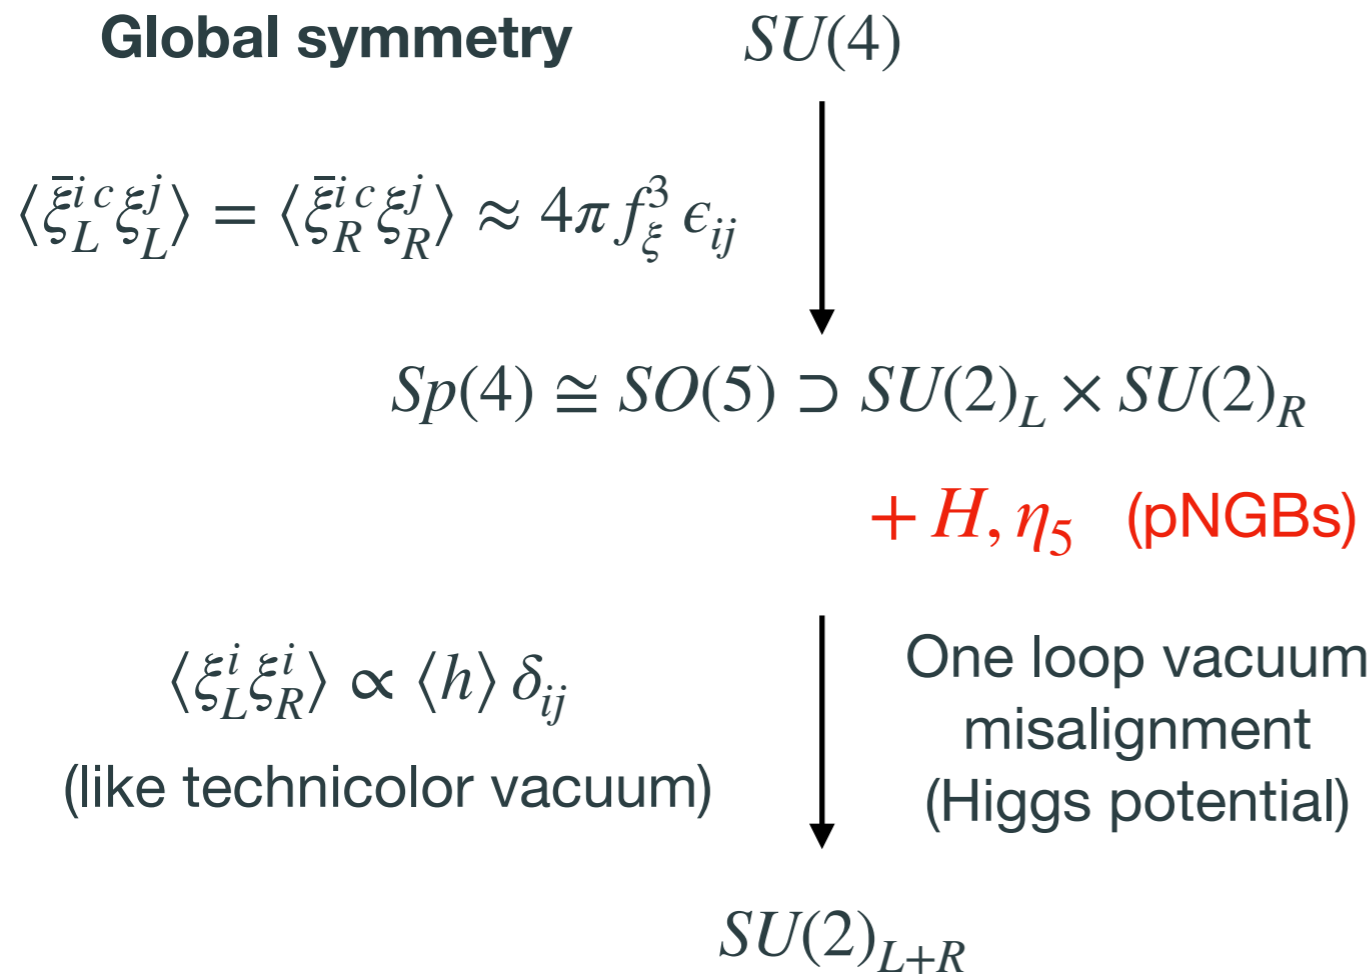 Global symmetry SU(4)
⟨ξ̄_L^{i c} ξ_L^j⟩ = ⟨ξ̄_R^{i c} ξ_R^j⟩ ≈ 4π f_ξ^3 ϵ_{ij}
Sp(4) ≅ SO(5) ⊃ SU(2)_L × SU(2)_R
+ H, η_5 (pNGBs)
⟨ξ_L^i ξ_R^i⟩ ∝ ⟨h⟩ δ_{ij}
(like technicolor vacuum)
One loop vacuum
misalignment
(Higgs potential)
SU(2)_{L+R}